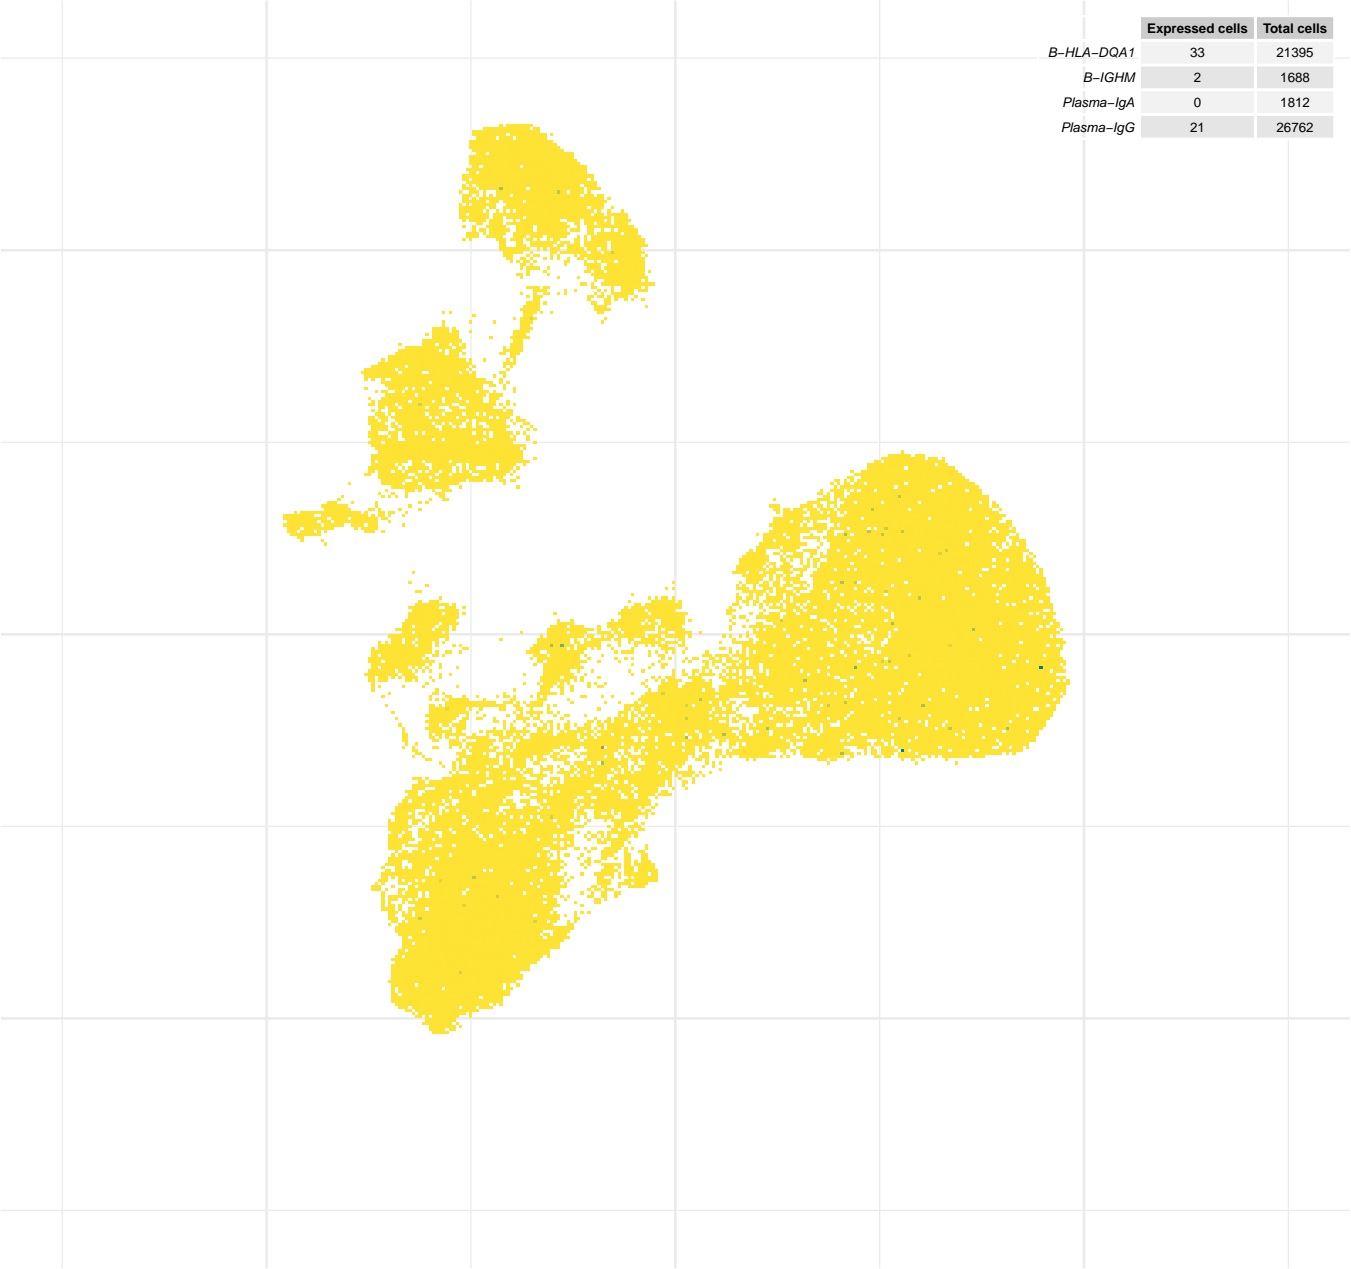 Expressed cells Total cells
B−HLA−DQA1 33 21395
B−IGHM 2 1688
Plasma−IgA 0 1812
Plasma−IgG 21 26762